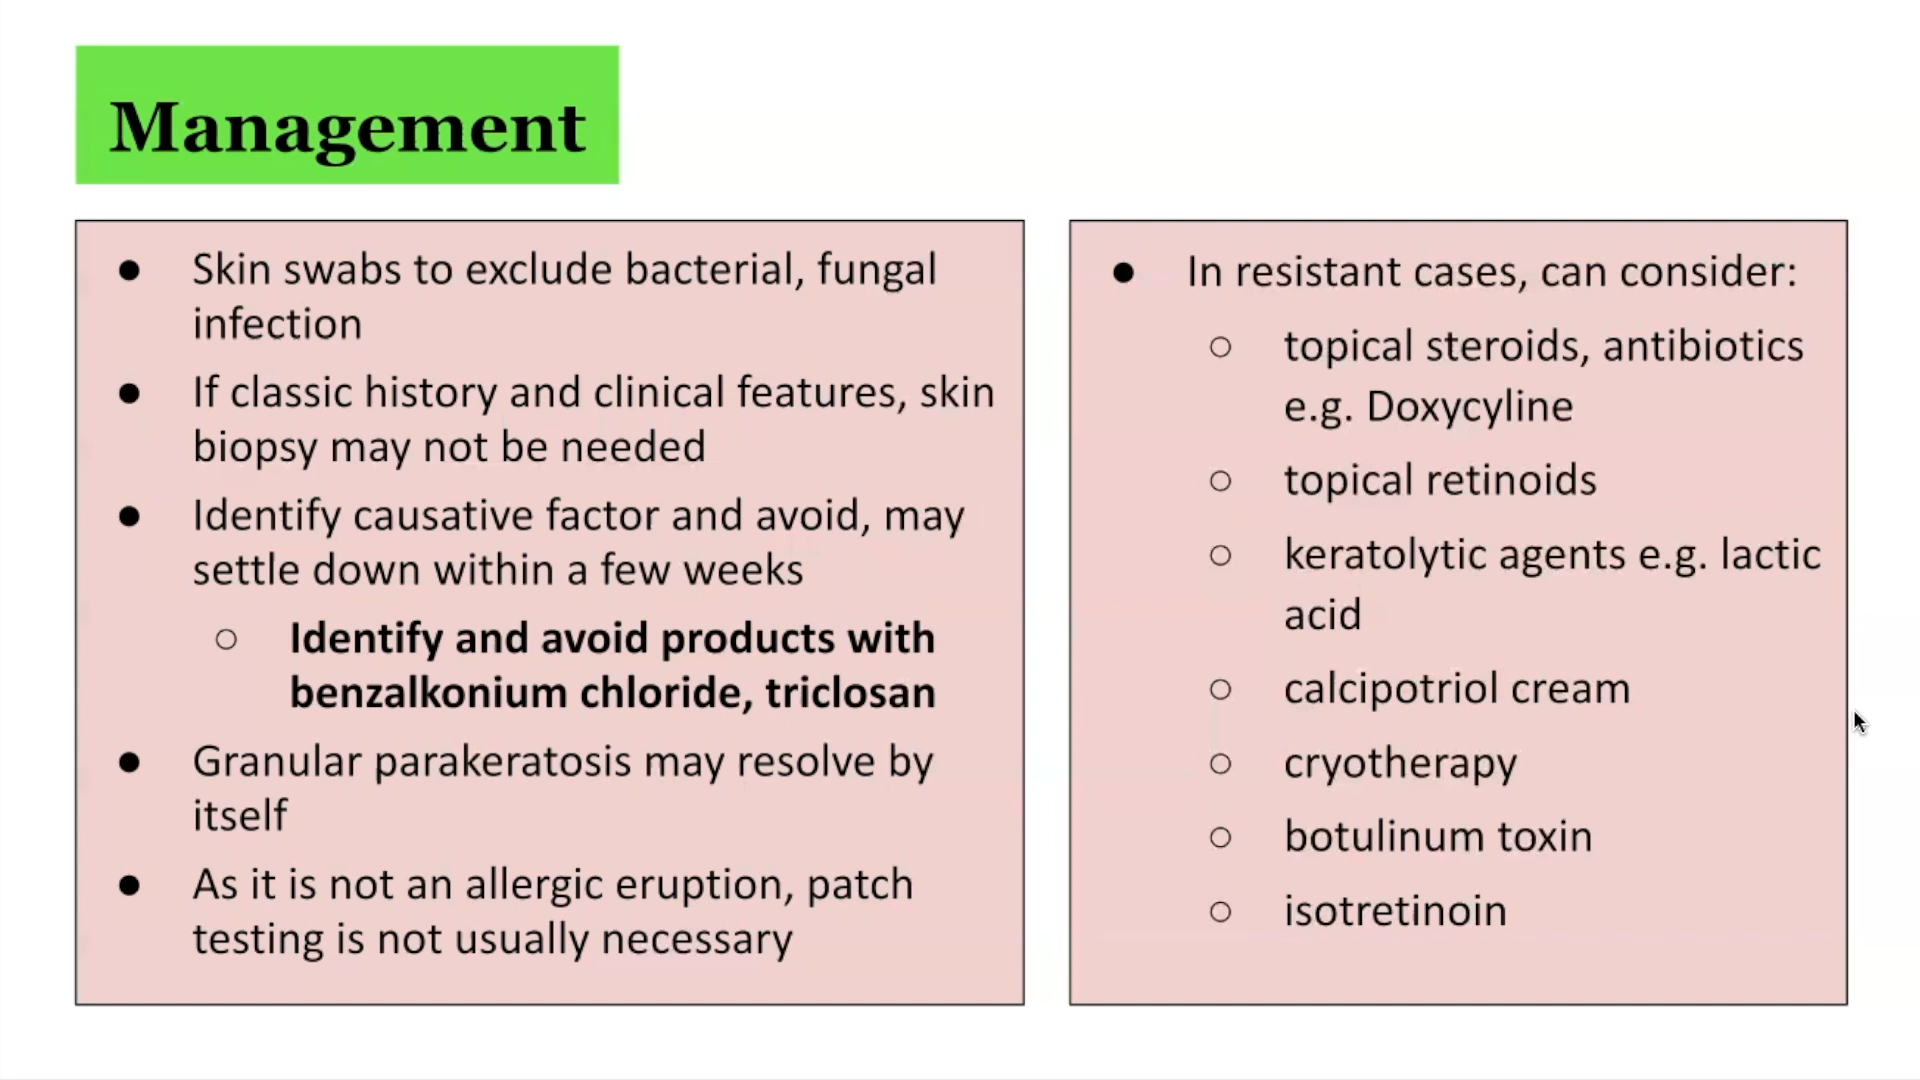 Management
● Skin swabs to exclude bacterial, fungal
infection
● If classic history and clinical features, skin
biopsy may not be needed
● Identify causative factor and avoid, may
settle down within a few weeks
○ Identify and avoid products with
benzalkonium chloride, triclosan
● Granular parakeratosis may resolve by
itself
● As it is not an allergic eruption, patch
testing is not usually necessary
● In resistant cases, can consider:
○ topical steroids, antibiotics
e.g. Doxycyline
○ topical retinoids
○ keratolytic agents e.g. lactic
acid
○ calcipotriol cream
○ cryotherapy
○ botulinum toxin
○ isotretinoin